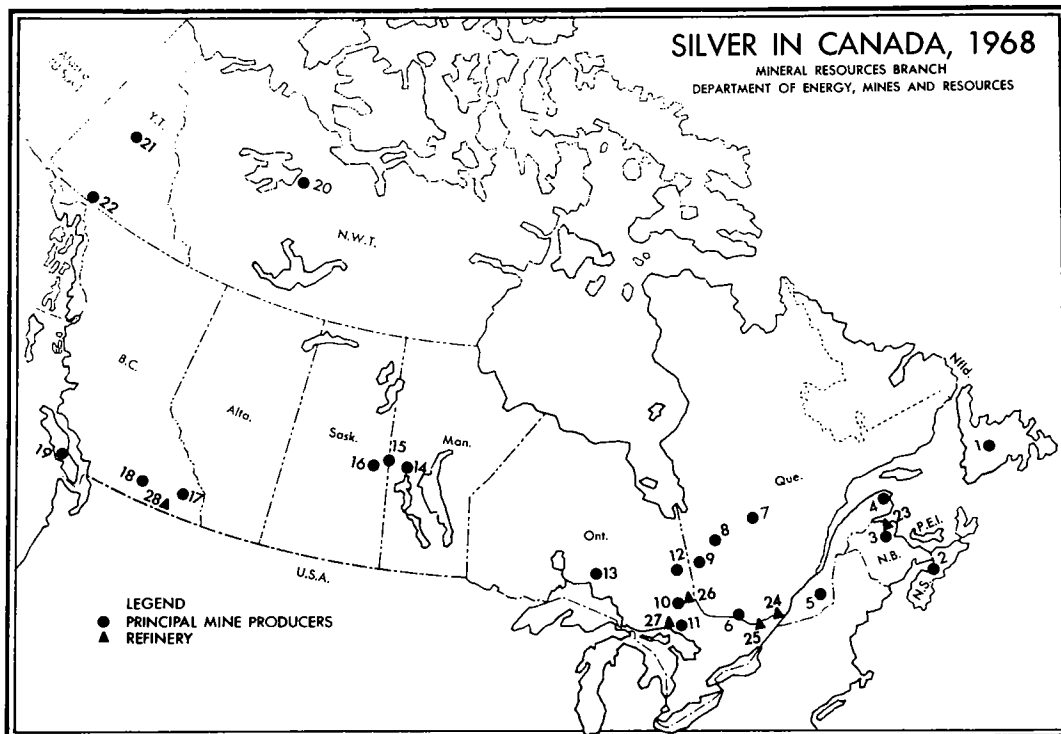 SILVER IN CANADA, 1968
MINERAL RESOURCES BRANCH
DEPARTMENT OF ENERGY, MINES AND RESOURCES
Y.T.
21
22
20
N.W.T.
B.C.
Alta.
Sask.
Man.
Nfld.
19
18
28
17
16
15
14
1
Que.
7
8
9
12
Ont.
13
4
23
3
P.E.I.
N.B.
2
N.S.
U.S.A.
10
26
27
11
6
24
25
5
LEGEND
PRINCIPAL MINE PRODUCERS
REFINERY